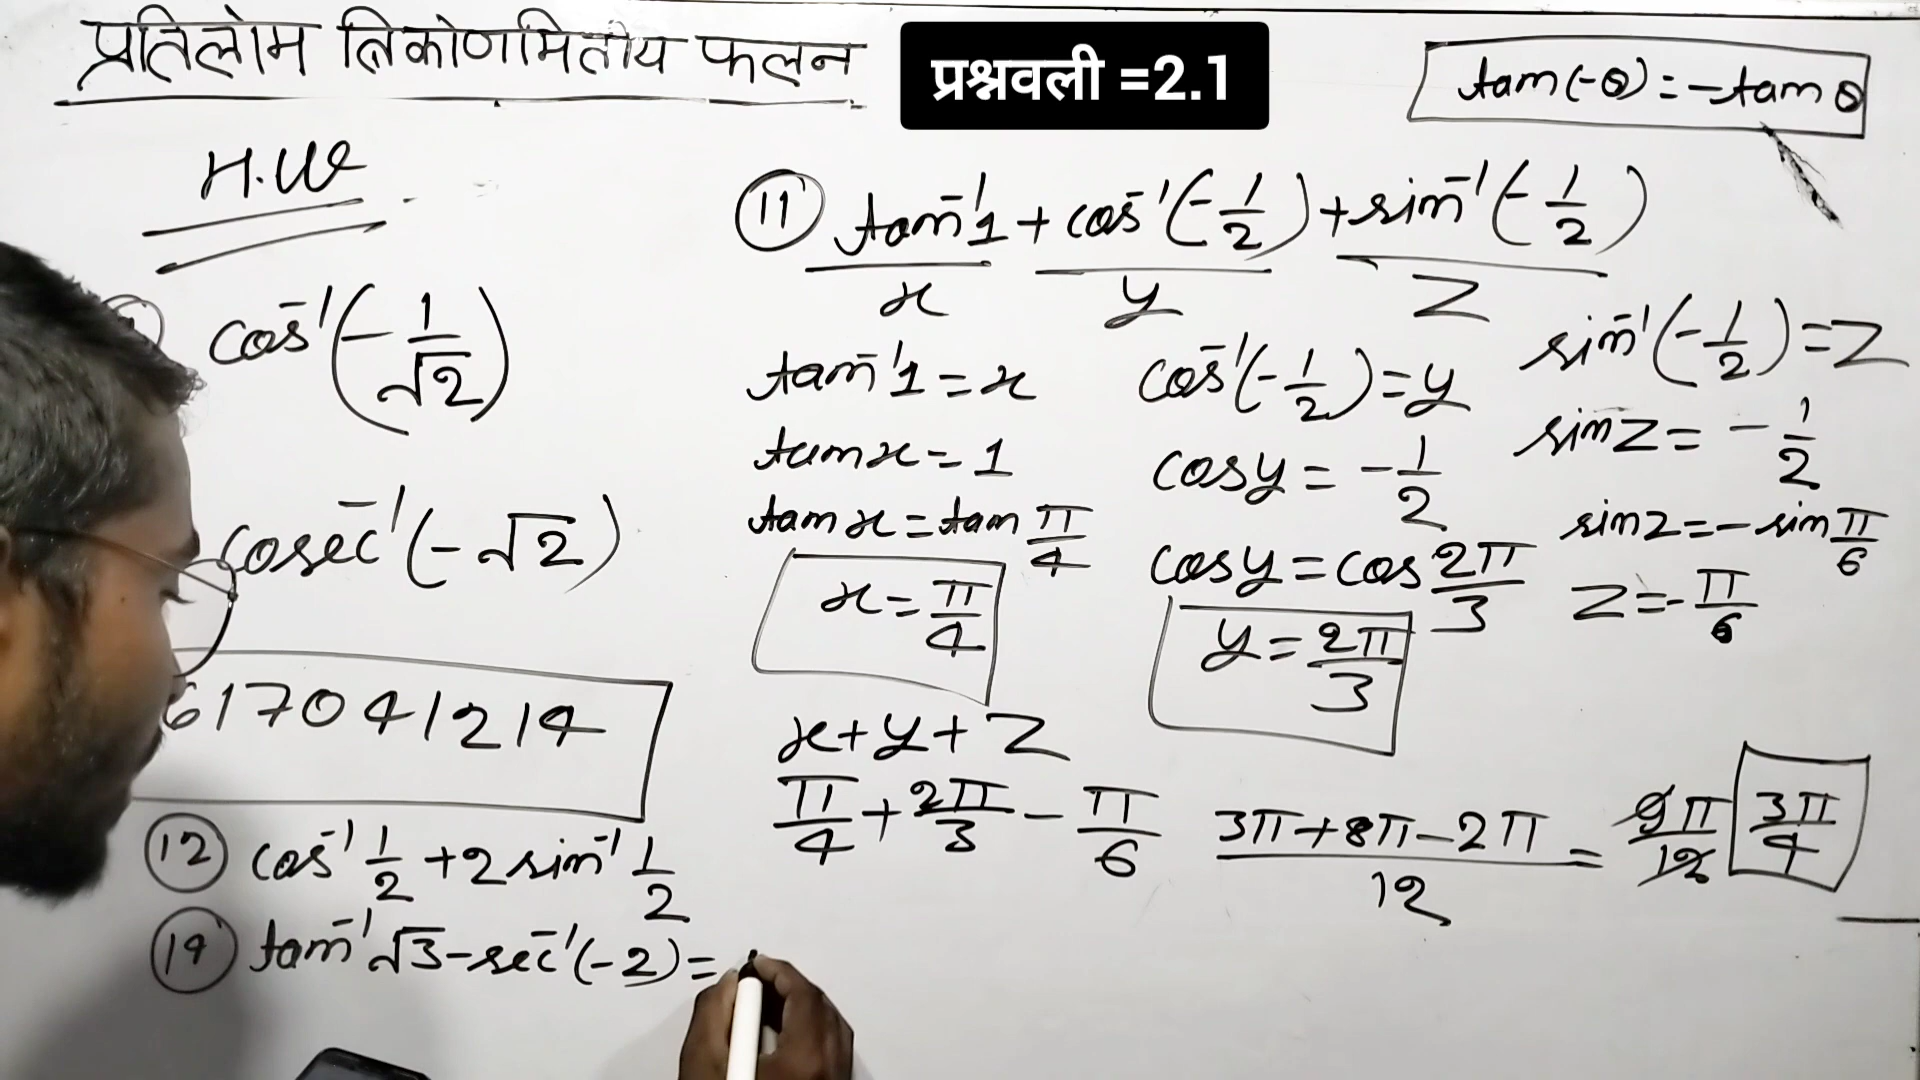 प्रतिलोम त्रिकोणमितीय फलन
प्रश्नवली =2.1
tan(-θ)=-tanθ
H.W
cos⁻¹(-1/√2)
cosec⁻¹(-√2)
617041214
(12) cos⁻¹ 1/2 + 2 sin⁻¹ 1/2
(14) tan⁻¹ √3 - sec⁻¹(-2) =
(11) tan⁻¹1 + cos⁻¹(-1/2) + sin⁻¹(-1/2)
x y z
tan⁻¹1 = x
tan x = 1
tan x = tan π/4
x = π/4
cos⁻¹(-1/2) = y
cos y = -1/2
cos y = cos 2π/3
y = 2π/3
sin⁻¹(-1/2) = z
sin z = -1/2
sin z = - sin π/6
z = - π/6
x + y + z
π/4 + 2π/3 - π/6
3π + 8π - 2π / 12 = 9π/12 3π/4